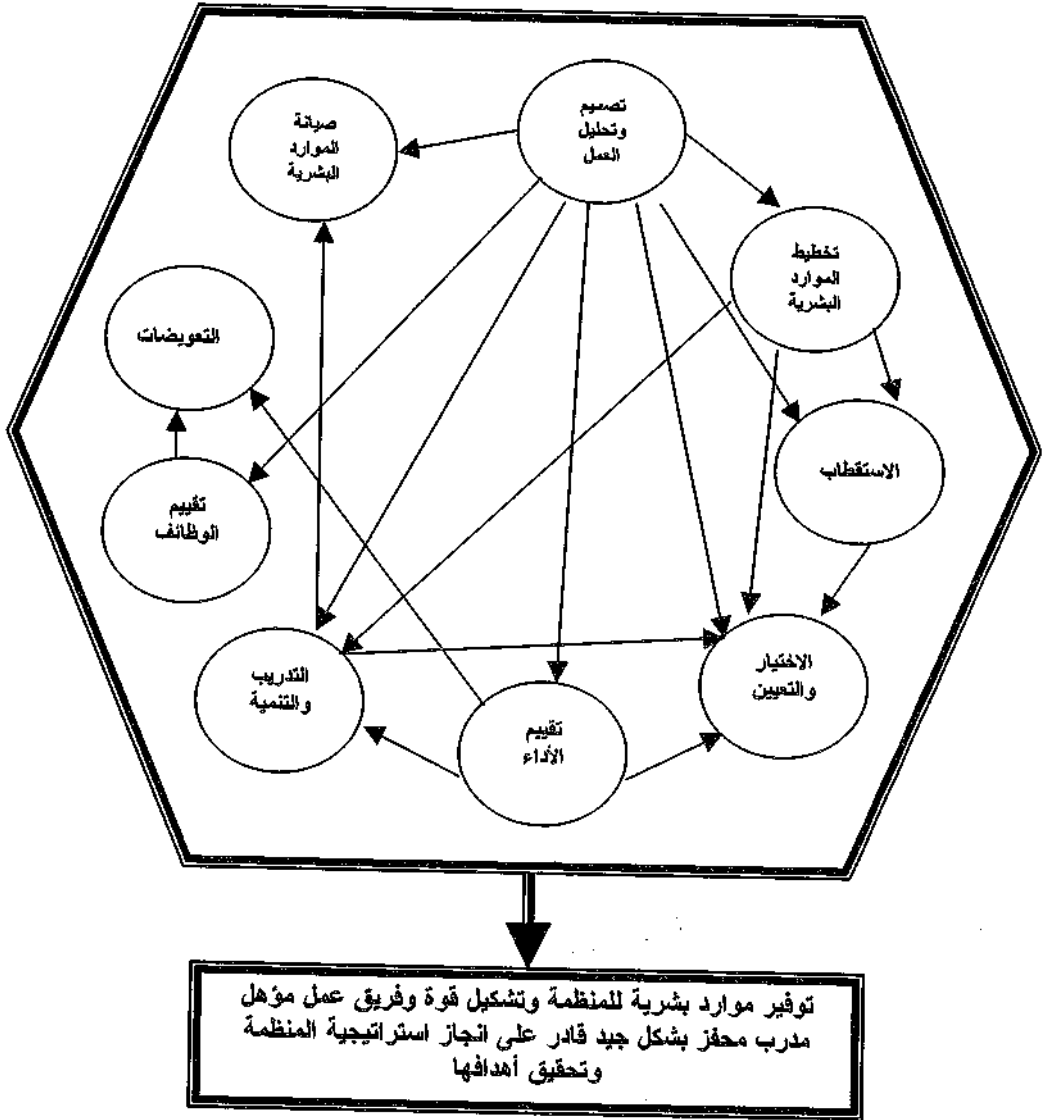 تصميم
وتحليل
العمل
صيانة
الموارد
البشرية
تخطيط
الموارد
البشرية
التعويضات
الاستقطاب
تقييم
الوظائف
الاختيار
والتعيين
التدريب
والتنمية
تقييم
الأداء
توفير موارد بشرية للمنظمة وتشكيل قوة وفريق عمل مؤهل
مدرب محفز بشكل جيد قادر على انجاز استراتيجية المنظمة
وتحقيق أهدافها